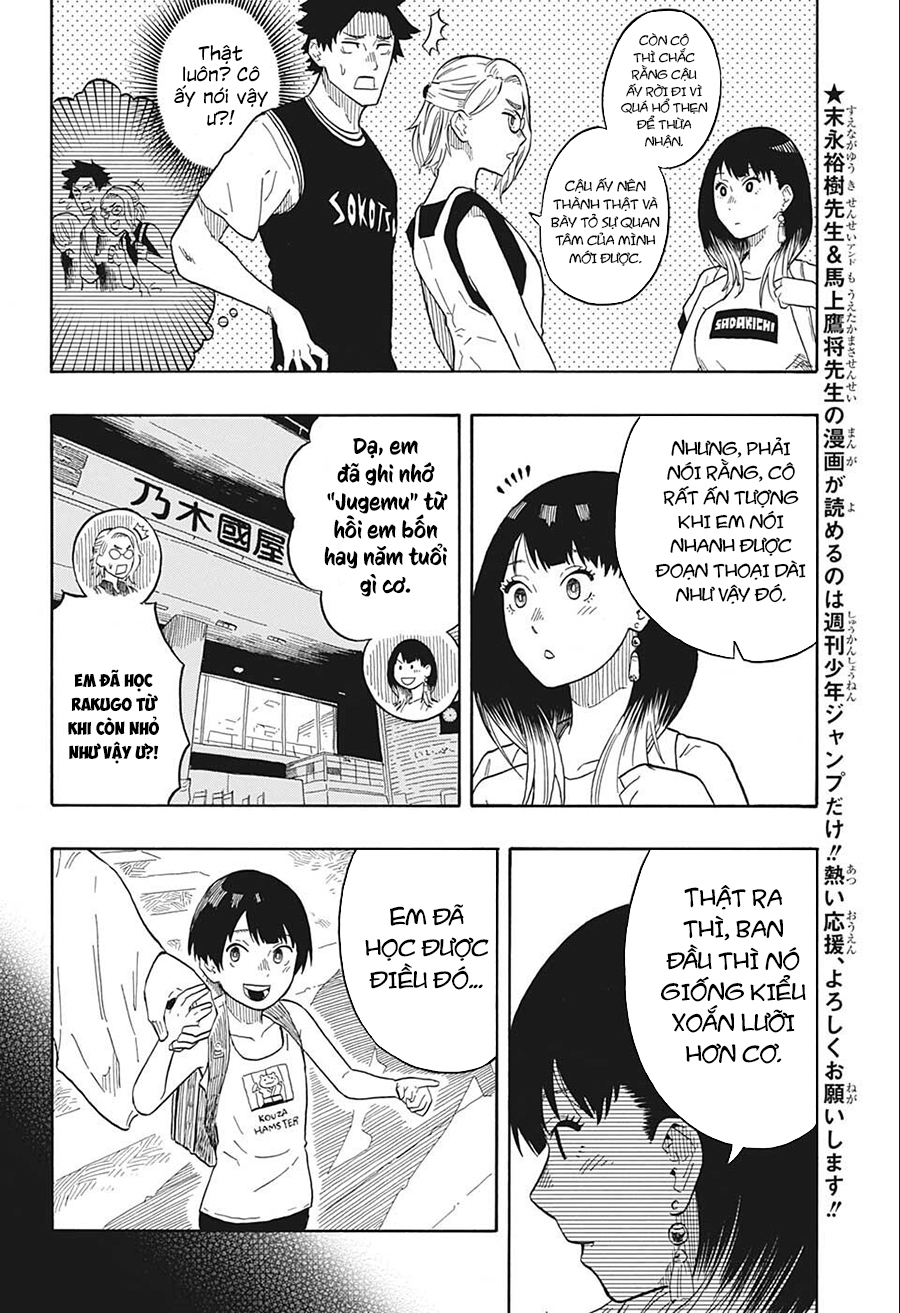 ★末永裕樹先生&馬上鷹将先生の漫画が読めるのは週刊少年ジャンプだけ!!熱い応援、よろしくお願いします!!
CÒN CÔ
THÌ CHẮC
RẰNG CẬU
ẤY RỜI ĐI VÌ
QUÁ HỔ THẸN
ĐỂ THỪA
NHẬN.
CẬU ẤY NÊN
THÀNH THẬT VÀ
BÀY TỎ SỰ QUAN
TÂM CỦA MÌNH
MỚI ĐƯỢC.
Thật
luôn? Cô
ấy nói vậy
ư?!
SOKOTSU
SADAKICHI
NHƯNG, PHẢI
NÓI RẰNG, CÔ
RẤT ẤN TƯỢNG
KHI EM NÓI
NHANH ĐƯỢC
ĐOẠN THOẠI DÀI
NHƯ VẬY ĐÓ.
Dạ, em
đã ghi nhớ
"Jugemu" từ
hồi em bốn
hay năm tuổi
gì cơ.
乃木國屋
EM ĐÃ HỌC
RAKUGO TỪ
KHI CÒN NHỎ
NHƯ VẬY Ư?!
THẬT RA
THÌ, BAN
ĐẦU THÌ NÓ
GIỐNG KIỂU
XOẮN LƯỠI
HƠN CƠ.
EM ĐÃ
HỌC ĐƯỢC
ĐIỀU ĐÓ...
KOUZA
HAMSTER